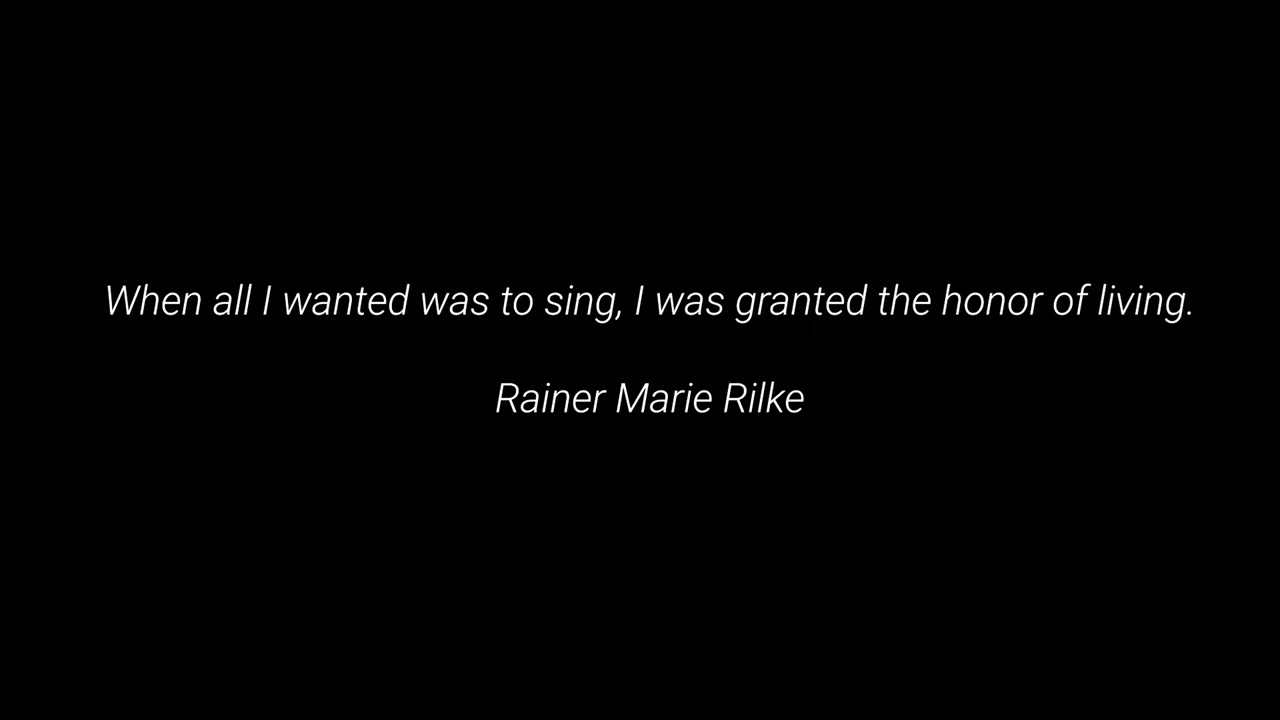 When all I wanted was to sing, I was granted the honor of living.
Rainer Marie Rilke